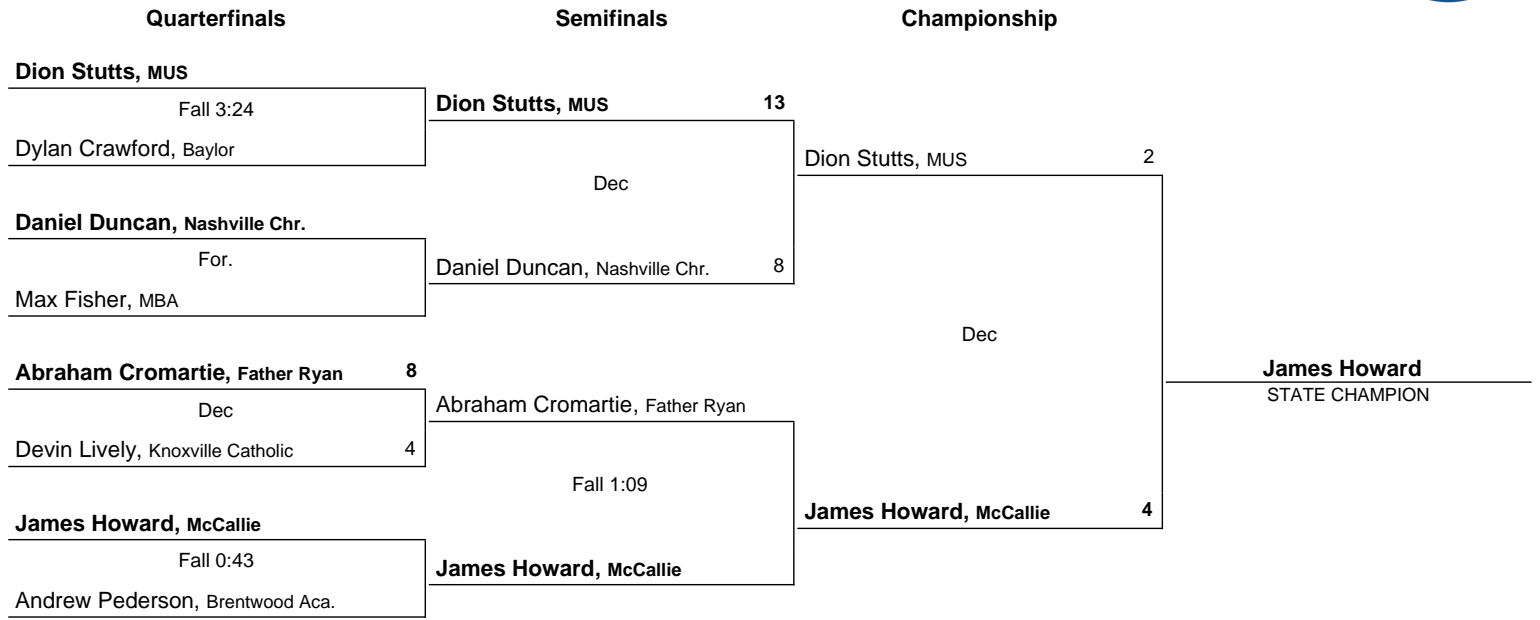 Quarterfinals Semifinals Championship
Dion Stutts, MUS
Fall 3:24
Dylan Crawford, Baylor
Daniel Duncan, Nashville Chr.
For.
Max Fisher, MBA
Abraham Cromartie, Father Ryan 8
Dec
Devin Lively, Knoxville Catholic 4
James Howard, McCallie
Fall 0:43
Andrew Pederson, Brentwood Aca.
Dion Stutts, MUS 13
Dec
Daniel Duncan, Nashville Chr. 8
Abraham Cromartie, Father Ryan
Fall 1:09
James Howard, McCallie
Dion Stutts, MUS 2
Dec
James Howard, McCallie 4
James Howard
STATE CHAMPION